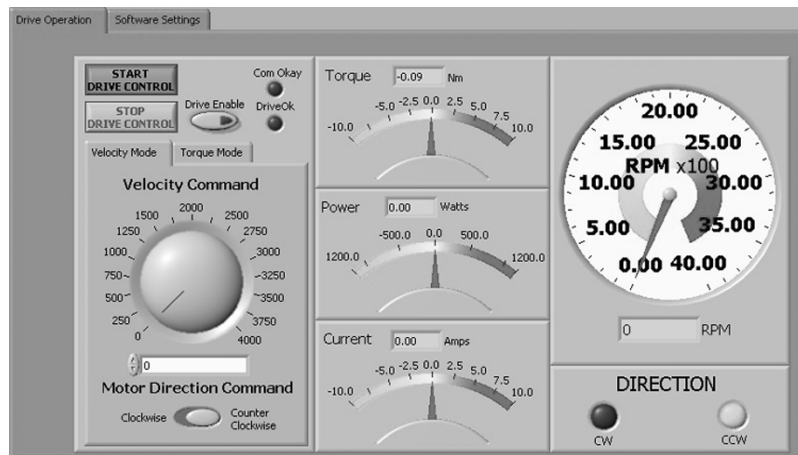 Drive Operation
Software Settings
START
DRIVE CONTROL
STOP
DRIVE CONTROL
Drive Enable
Com Okay
DriveOk
Velocity Mode
Torque Mode
Velocity Command
0
250
500
750
1000
1250
1500
2000
2500
2750
3000
3250
3500
3750
4000
0
Motor Direction Command
Clockwise
Counter
Clockwise
Torque -0.09 Nm
-10.0 -5.0 -2.5 0.0 2.5 5.0 7.5 10.0
Power 0.00 Watts
1200.0 -500.0 0.0 500.0 1200.0
Current 0.00 Amps
-10.0 -5.0 -2.5 0.0 2.5 5.0 7.5 10.0
20.00
15.00 25.00
RPM x100
10.00 30.00
5.00 35.00
0.00 40.00
0 RPM
DIRECTION
CW CCW